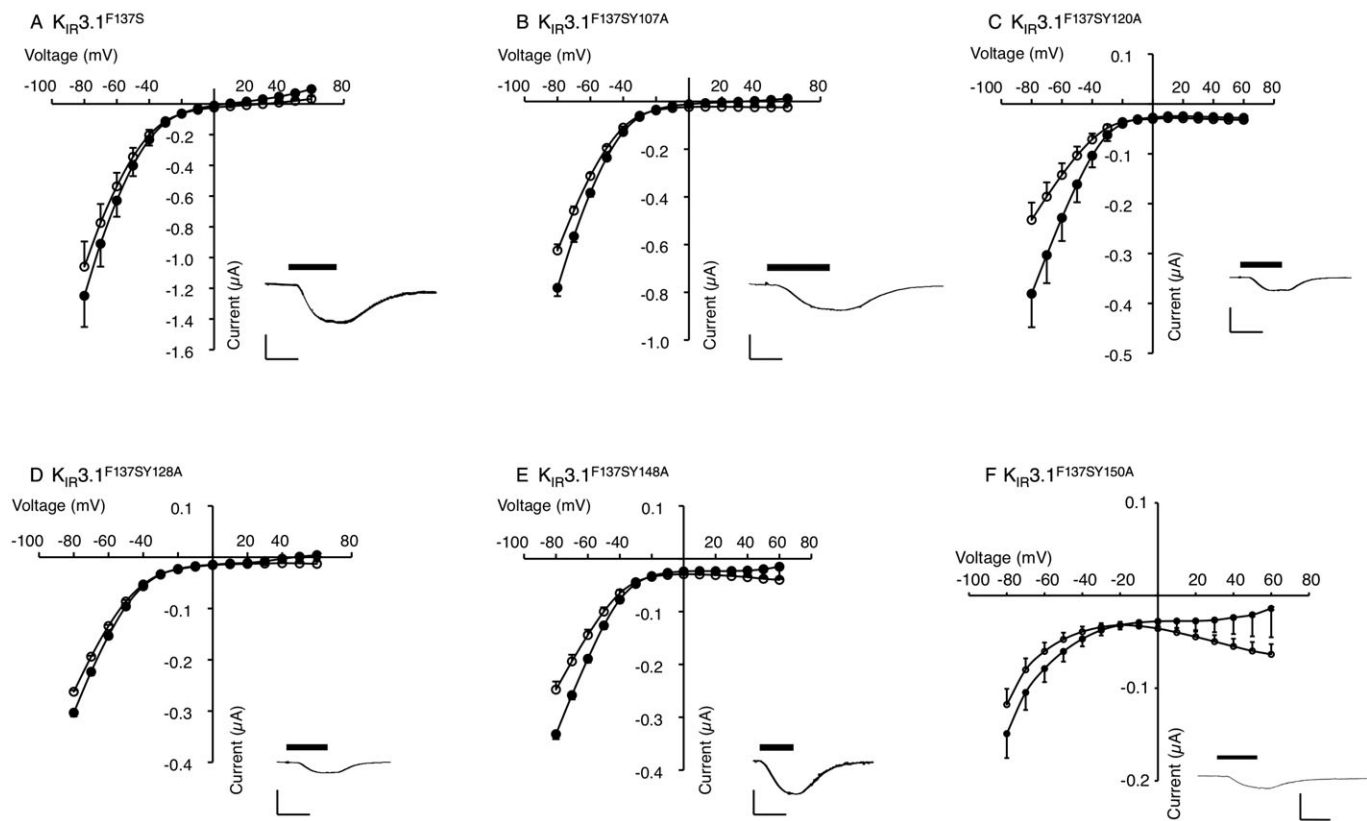 A K_IR3.1^F137S
Voltage (mV)
-100 -80 -60 -40 20 40 60 80
-0.2
-0.4
-0.6
-0.8
-1.0
-1.2
-1.4
-1.6
Current (µA)
B K_IR3.1^F137SY107A
Voltage (mV)
-100 -80 -60 -40 20 40 60 80
-0.2
-0.4
-0.6
-0.8
-1.0
Current (µA)
C K_IR3.1^F137SY120A
Voltage (mV)
0.1
-100 -80 -60 -40 20 40 60 80
-0.1
-0.2
-0.3
-0.4
-0.5
Current (µA)
D K_IR3.1^F137SY128A
Voltage (mV)
0.1
-100 -80 -60 -40 20 40 60 80
-0.1
-0.2
-0.3
-0.4
Current (µA)
E K_IR3.1^F137SY148A
Voltage (mV)
0.1
-100 -80 -60 -40 20 40 60 80
-0.1
-0.2
-0.3
-0.4
Current (µA)
F K_IR3.1^F137SY150A
0.1
Voltage (mV)
-100 -80 -60 -40 -20 20 40 60 80
-0.1
-0.2
Current (µA)